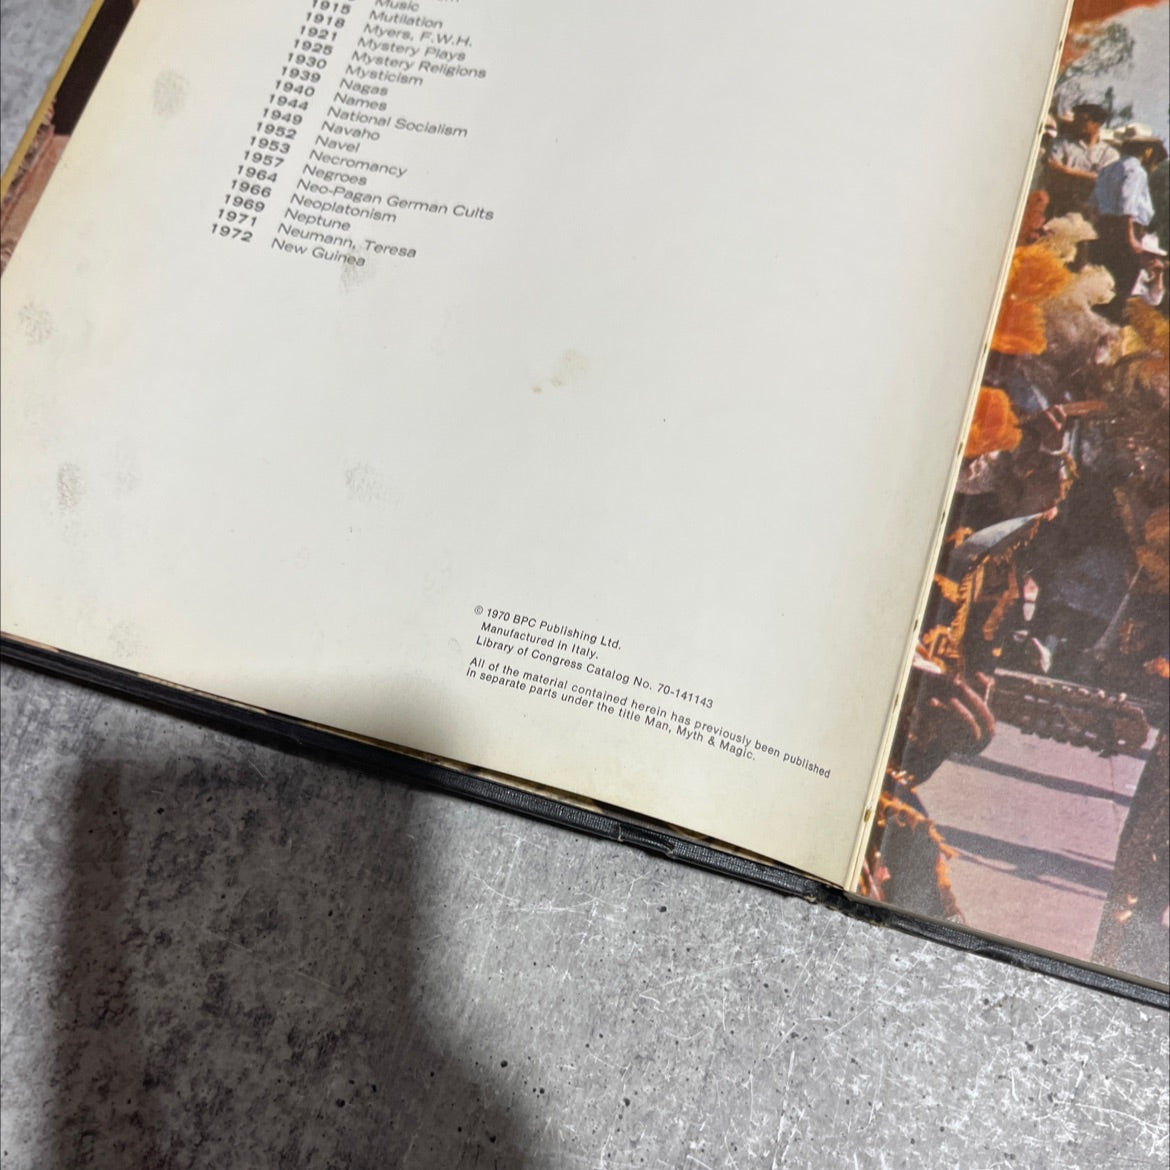 Music
1915 Mutilation
1918 Myers, F.W.H.
1921 Mystery Plays
1925 Mystery Religions
1930 Mysticism
1939 Nagas
1940 Names
1944 National Socialism
1949 Navaho
1952 Navel
1953 Necromancy
1957 Negroes
1964 Neo-Pagan German Cults
1966 Neoplatonism
1969 Neptune
1971 Neumann, Teresa
1972 New Guinea
© 1970 BPC Publishing Ltd.
Manufactured in Italy.
Library of Congress Catalog No. 70-141143
All of the material contained herein has previously been published
in separate parts under the title Man, Myth & Magic.